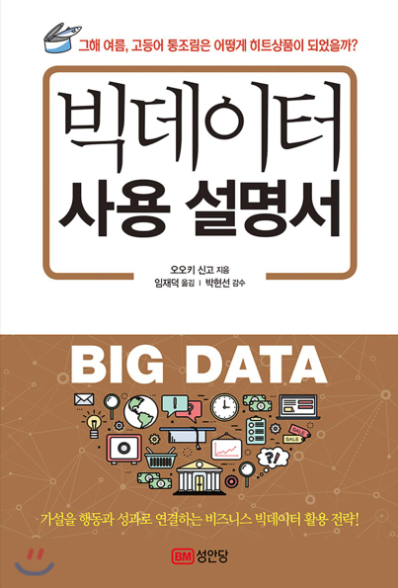 그해 여름, 고등어 통조림은 어떻게 히트상품이 되었을까?
빅데이터
사용 설명서
오오키 신고 지음
임재덕 옮김 | 박현선 감수
BIG DATA
SALE
SALE
?!
가설을 행동과 성과로 연결하는 비즈니스 빅데이터 활용 전략!
BM 성안당